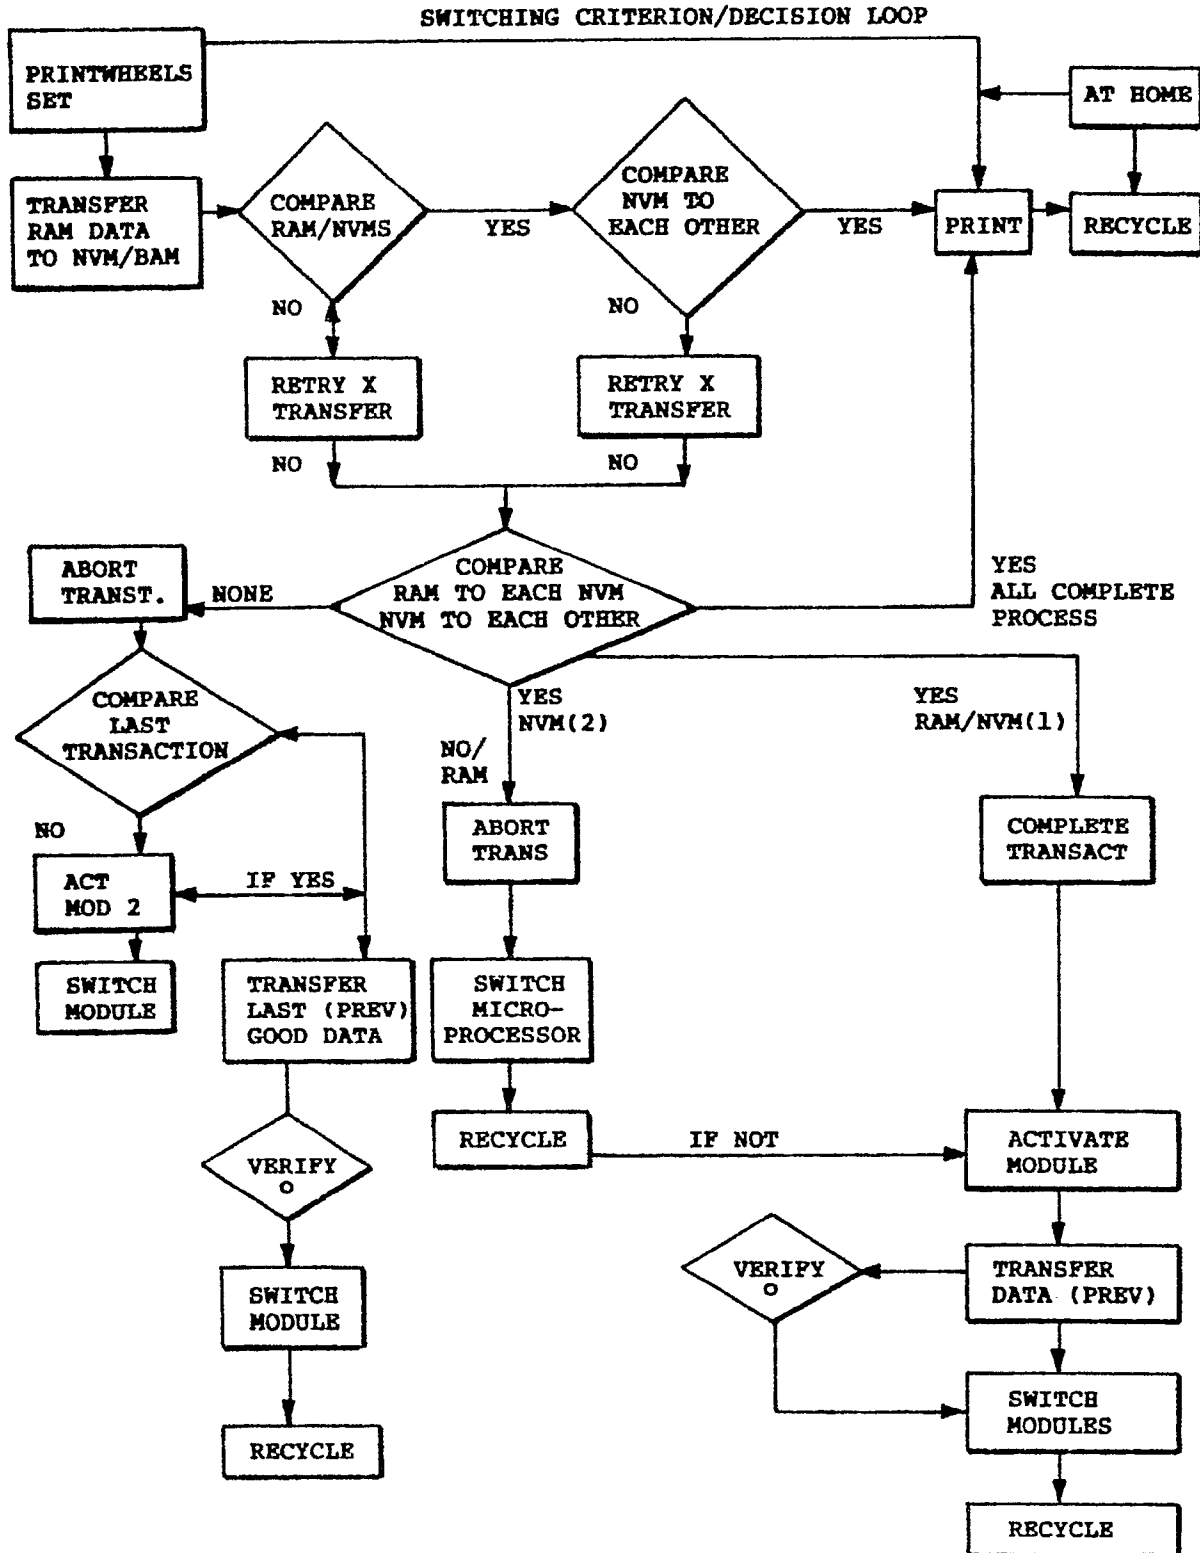 SWITCHING CRITERION/DECISION LOOP
PRINTWHEELS
SET
AT HOME
TRANSFER
RAM DATA
TO NVM/BAM
COMPARE
RAM/NVMS
YES
COMPARE
NVM TO
EACH OTHER
YES
PRINT
RECYCLE
NO
NO
RETRY X
TRANSFER
RETRY X
TRANSFER
NO
NO
ABORT
TRANST.
NONE
COMPARE
RAM TO EACH NVM
NVM TO EACH OTHER
YES
ALL COMPLETE
PROCESS
COMPARE
LAST
TRANSACTION
YES
NVM(2)
NO/
RAM
YES
RAM/NVM(1)
NO
ABORT
TRANS
COMPLETE
TRANSACT
ACT
MOD 2
IF YES
SWITCH
MODULE
TRANSFER
LAST (PREV)
GOOD DATA
SWITCH
MICRO-
PROCESSOR
VERIFY
O
RECYCLE
IF NOT
ACTIVATE
MODULE
VERIFY
O
TRANSFER
DATA (PREV)
SWITCH
MODULE
SWITCH
MODULES
RECYCLE
RECYCLE